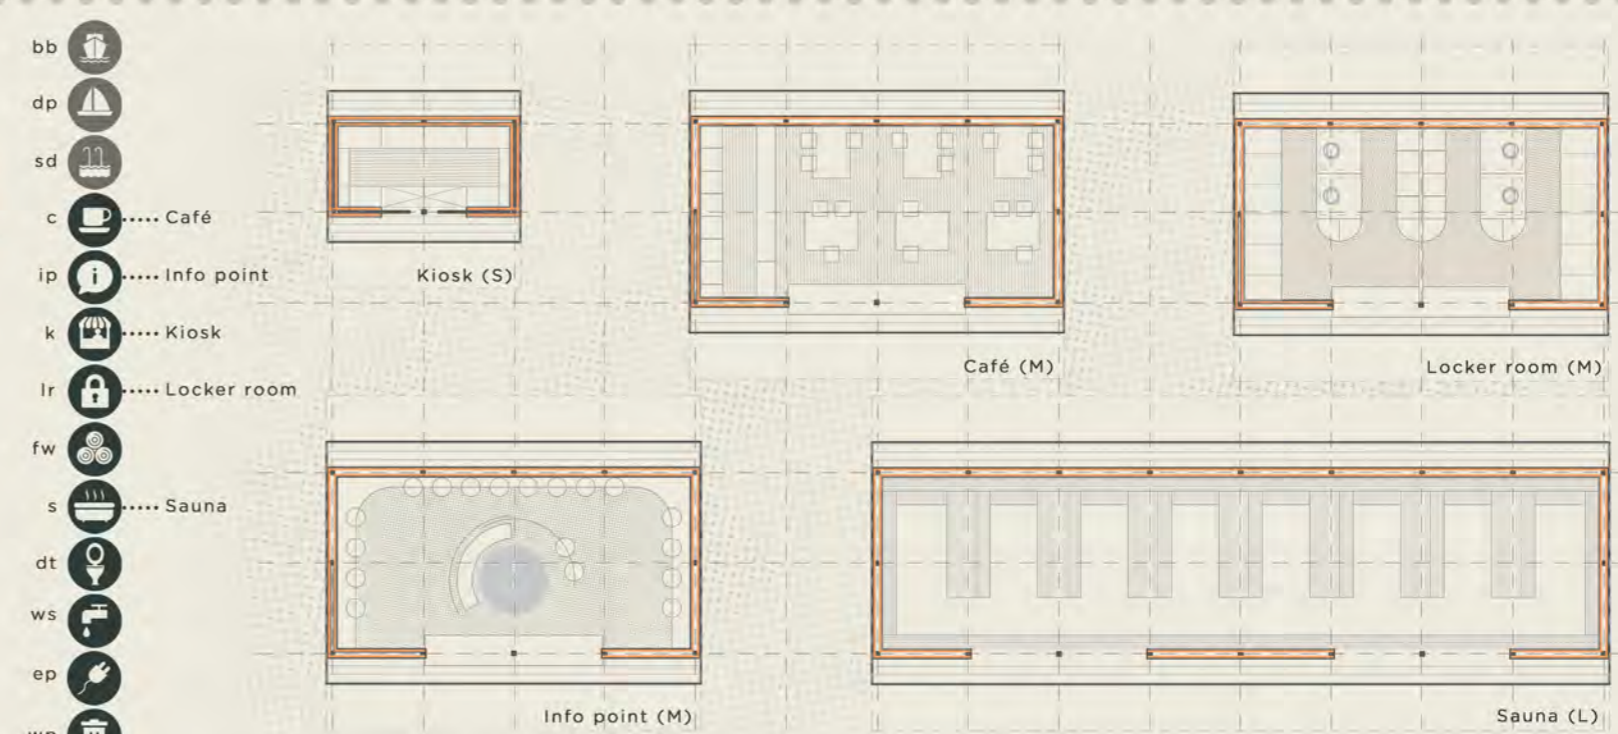 bb
dp
sd
c ..... Café
ip ..... Info point
k ..... Kiosk
lr ..... Locker room
fw
s ..... Sauna
dt
ws
ep
wp
Kiosk (S)
Café (M)
Locker room (M)
Info point (M)
Sauna (L)